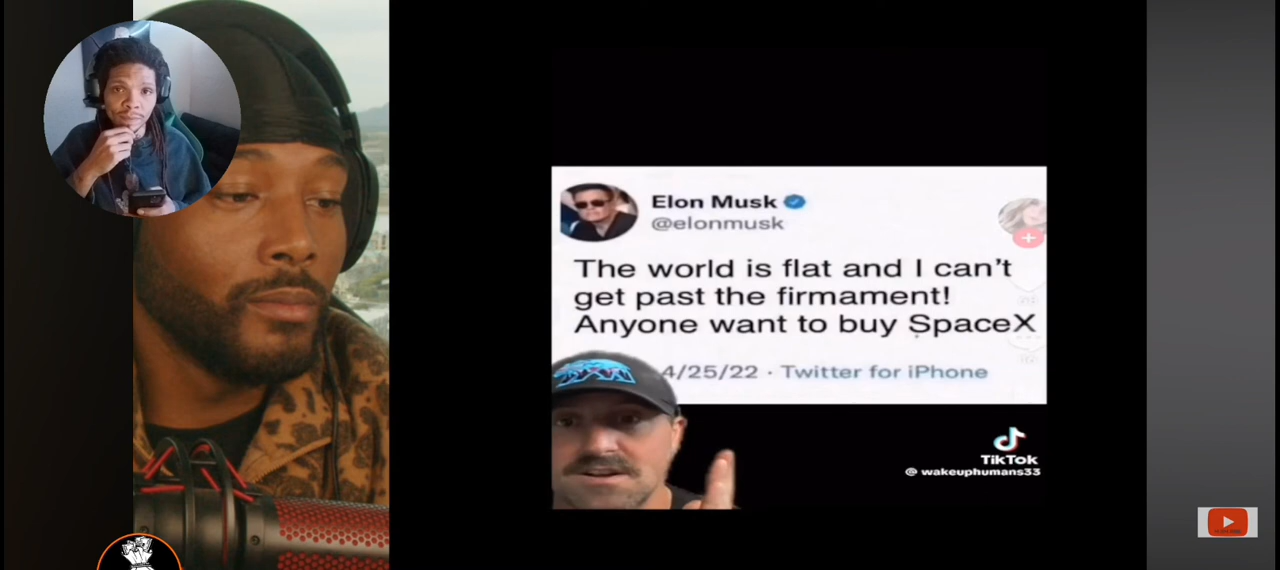 Elon Musk
@elonmusk
The world is flat and I can't
get past the firmament!
Anyone want to buy SpaceX
4/25/22 · Twitter for iPhone
TikTok
@ wakeuphumans33